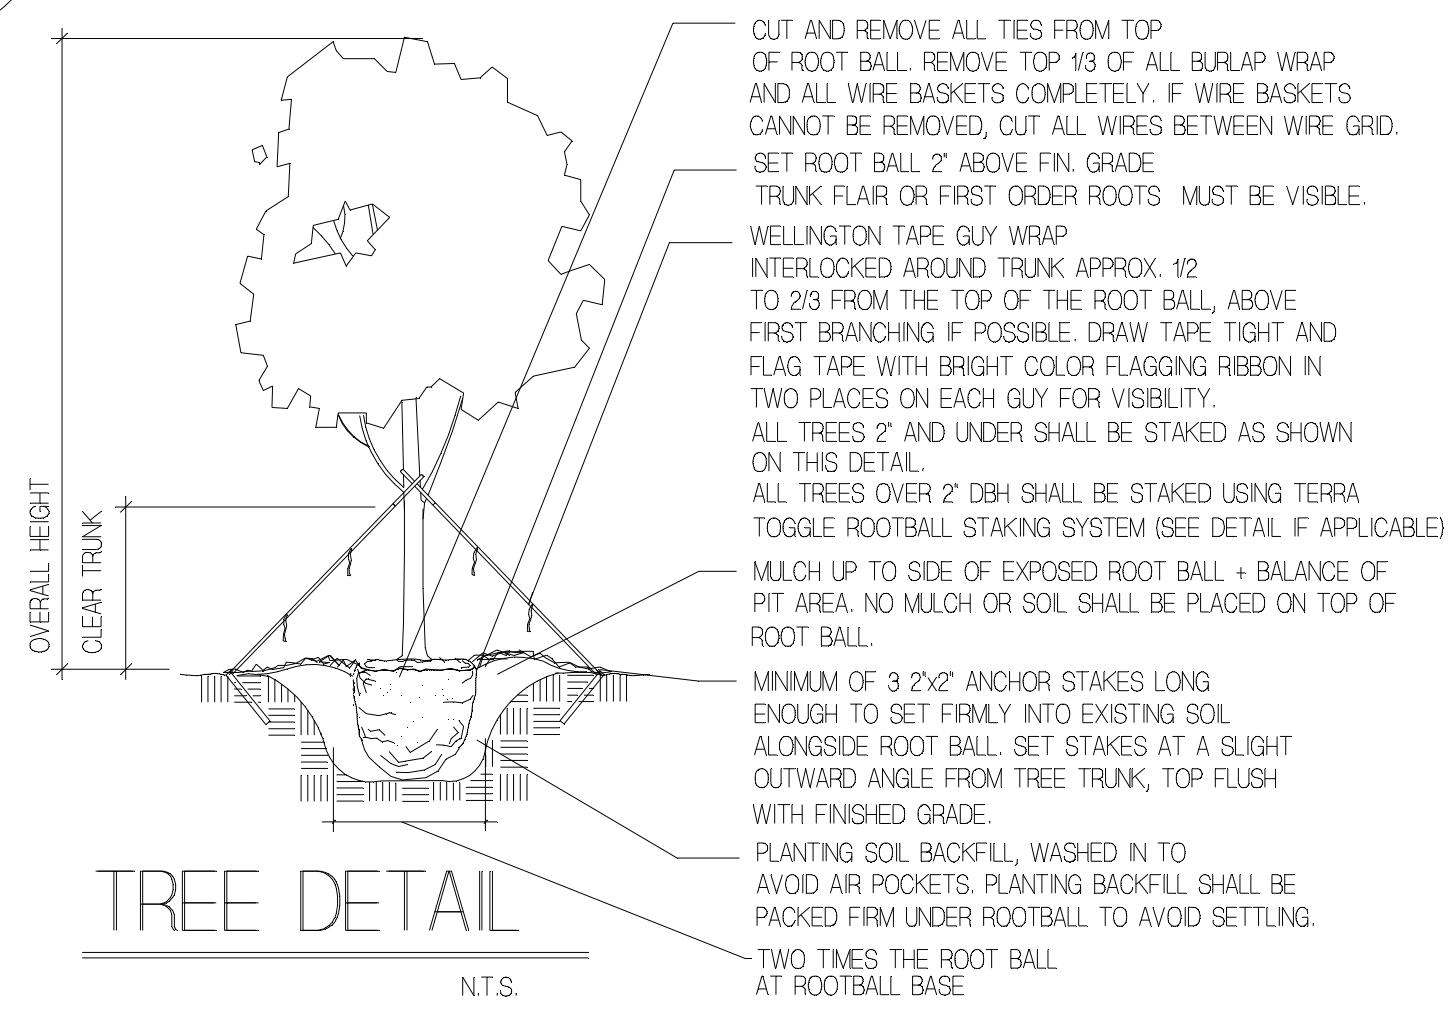 CUT AND REMOVE ALL TIES FROM TOP
OF ROOT BALL. REMOVE TOP 1/3 OF ALL BURLAP WRAP
AND ALL WIRE BASKETS COMPLETELY. IF WIRE BASKETS
CANNOT BE REMOVED, CUT ALL WIRES BETWEEN WIRE GRID.
SET ROOT BALL 2" ABOVE FIN. GRADE
TRUNK FLAIR OR FIRST ORDER ROOTS MUST BE VISIBLE.
WELLINGTON TAPE GUY WRAP
INTERLOCKED AROUND TRUNK APPROX. 1/2
TO 2/3 FROM THE TOP OF THE ROOT BALL, ABOVE
FIRST BRANCHING IF POSSIBLE. DRAW TAPE TIGHT AND
FLAG TAPE WITH BRIGHT COLOR FLAGGING RIBBON IN
TWO PLACES ON EACH GUY FOR VISIBILITY.
ALL TREES 2" AND UNDER SHALL BE STAKED AS SHOWN
ON THIS DETAIL.
ALL TREES OVER 2" DBH SHALL BE STAKED USING TERRA
TOGGLE ROOTBALL STAKING SYSTEM (SEE DETAIL IF APPLICABLE)
MULCH UP TO SIDE OF EXPOSED ROOT BALL + BALANCE OF
PIT AREA. NO MULCH OR SOIL SHALL BE PLACED ON TOP OF
ROOT BALL.
MINIMUM OF 3 2"x2" ANCHOR STAKES LONG
ENOUGH TO SET FIRMLY INTO EXISTING SOIL
ALONGSIDE ROOT BALL. SET STAKES AT A SLIGHT
OUTWARD ANGLE FROM TREE TRUNK, TOP FLUSH
WITH FINISHED GRADE.
PLANTING SOIL BACKFILL, WASHED IN TO
AVOID AIR POCKETS. PLANTING BACKFILL SHALL BE
PACKED FIRM UNDER ROOTBALL TO AVOID SETTLING.
TWO TIMES THE ROOT BALL
AT ROOTBALL BASE
OVERALL HEIGHT
CLEAR TRUNK
TREE DETAIL
N.T.S.